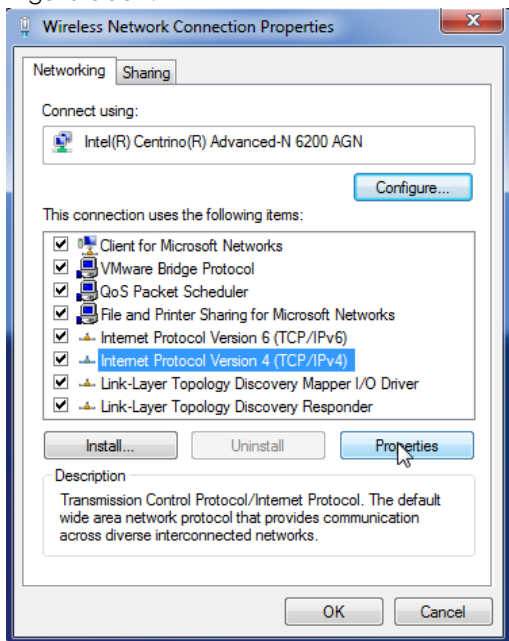 Wireless Network Connection Properties
Networking
Sharing
Connect using:
Intel(R) Centrino(R) Advanced-N 6200 AGN
Configure...
This connection uses the following items:
Client for Microsoft Networks
VMware Bridge Protocol
QoS Packet Scheduler
File and Printer Sharing for Microsoft Networks
Internet Protocol Version 6 (TCP/IPv6)
Internet Protocol Version 4 (TCP/IPv4)
Link-Layer Topology Discovery Mapper I/O Driver
Link-Layer Topology Discovery Responder
Install...
Uninstall
Properties
Description
Transmission Control Protocol/Internet Protocol. The default
wide area network protocol that provides communication
across diverse interconnected networks.
OK
Cancel